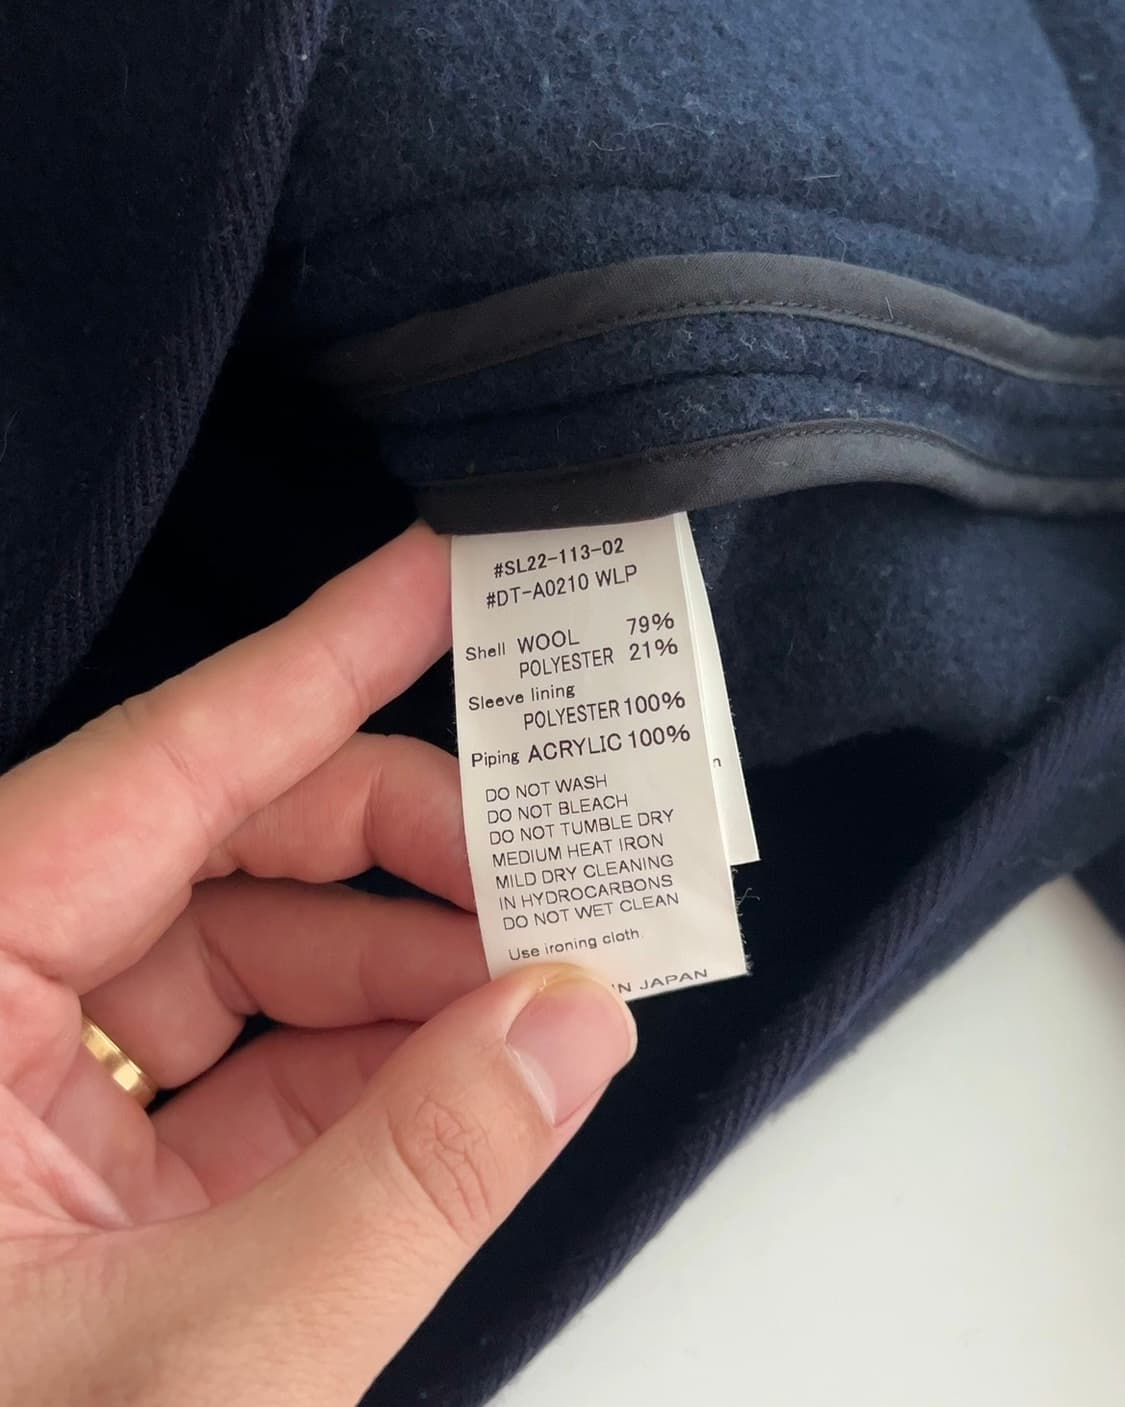 #SL22-113-02
#DT-A0210 WLP
Shell WOOL 79%
POLYESTER 21%
Sleeve lining
POLYESTER 100%
Piping ACRYLIC 100%
DO NOT WASH
DO NOT BLEACH
DO NOT TUMBLE DRY
MEDIUM HEAT IRON
MILD DRY CLEANING
IN HYDROCARBONS
DO NOT WET CLEAN
Use ironing cloth
JAPAN